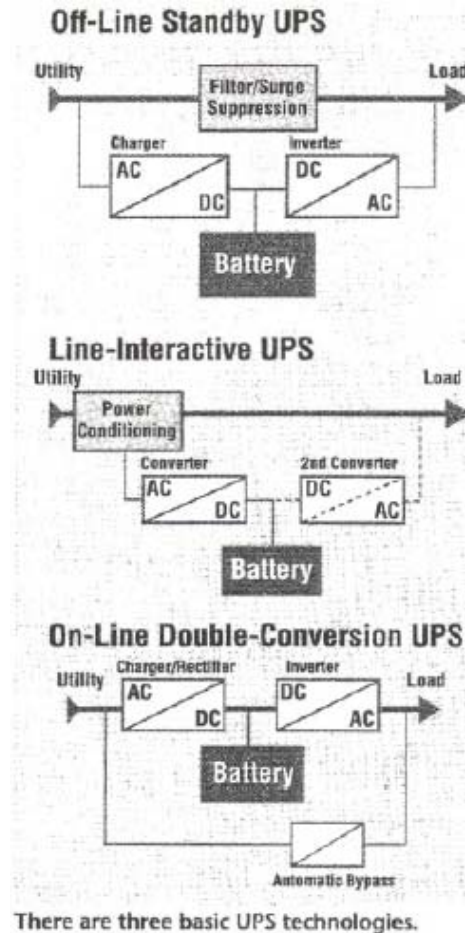 Off-Line Standby UPS
Utility
Load
Filter/Surge
Suppression
Charger
Inverter
AC
DC
DC
AC
Battery
Line-Interactive UPS
Utility
Load
Power
Conditioning
Converter
2nd Converter
AC
DC
DC
AC
Battery
On-Line Double-Conversion UPS
Utility
Charger/Rectifier
Inverter
Load
AC
DC
DC
AC
Battery
Automatic Bypass
There are three basic UPS technologies.